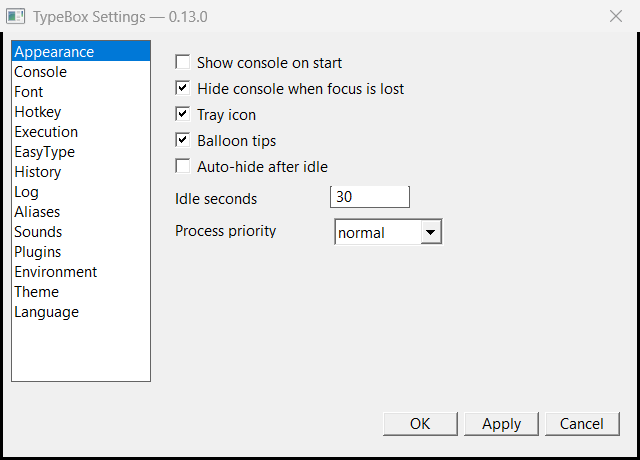 TypeBox Settings — 0.13.0
Appearance
Console
Font
Hotkey
Execution
EasyType
History
Log
Aliases
Sounds
Plugins
Environment
Theme
Language
Show console on start
Hide console when focus is lost
Tray icon
Balloon tips
Auto-hide after idle
Idle seconds 30
Process priority normal
OK Apply Cancel